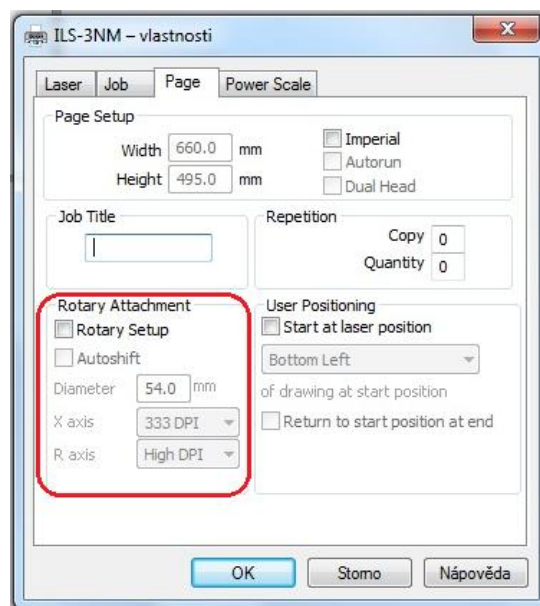 ILS-3NM – vlastnosti
Laser Job Page Power Scale
Page Setup
Width 660.0 mm
Height 495.0 mm
Imperial
Autorun
Dual Head
Job Title
Repetition
Copy 0
Quantity 0
Rotary Attachment
Rotary Setup
Autoshift
Diameter 54.0 mm
X axis 333 DPI
R axis High DPI
User Positioning
Start at laser position
Bottom Left
of drawing at start position
Return to start position at end
OK Storno Nápověda